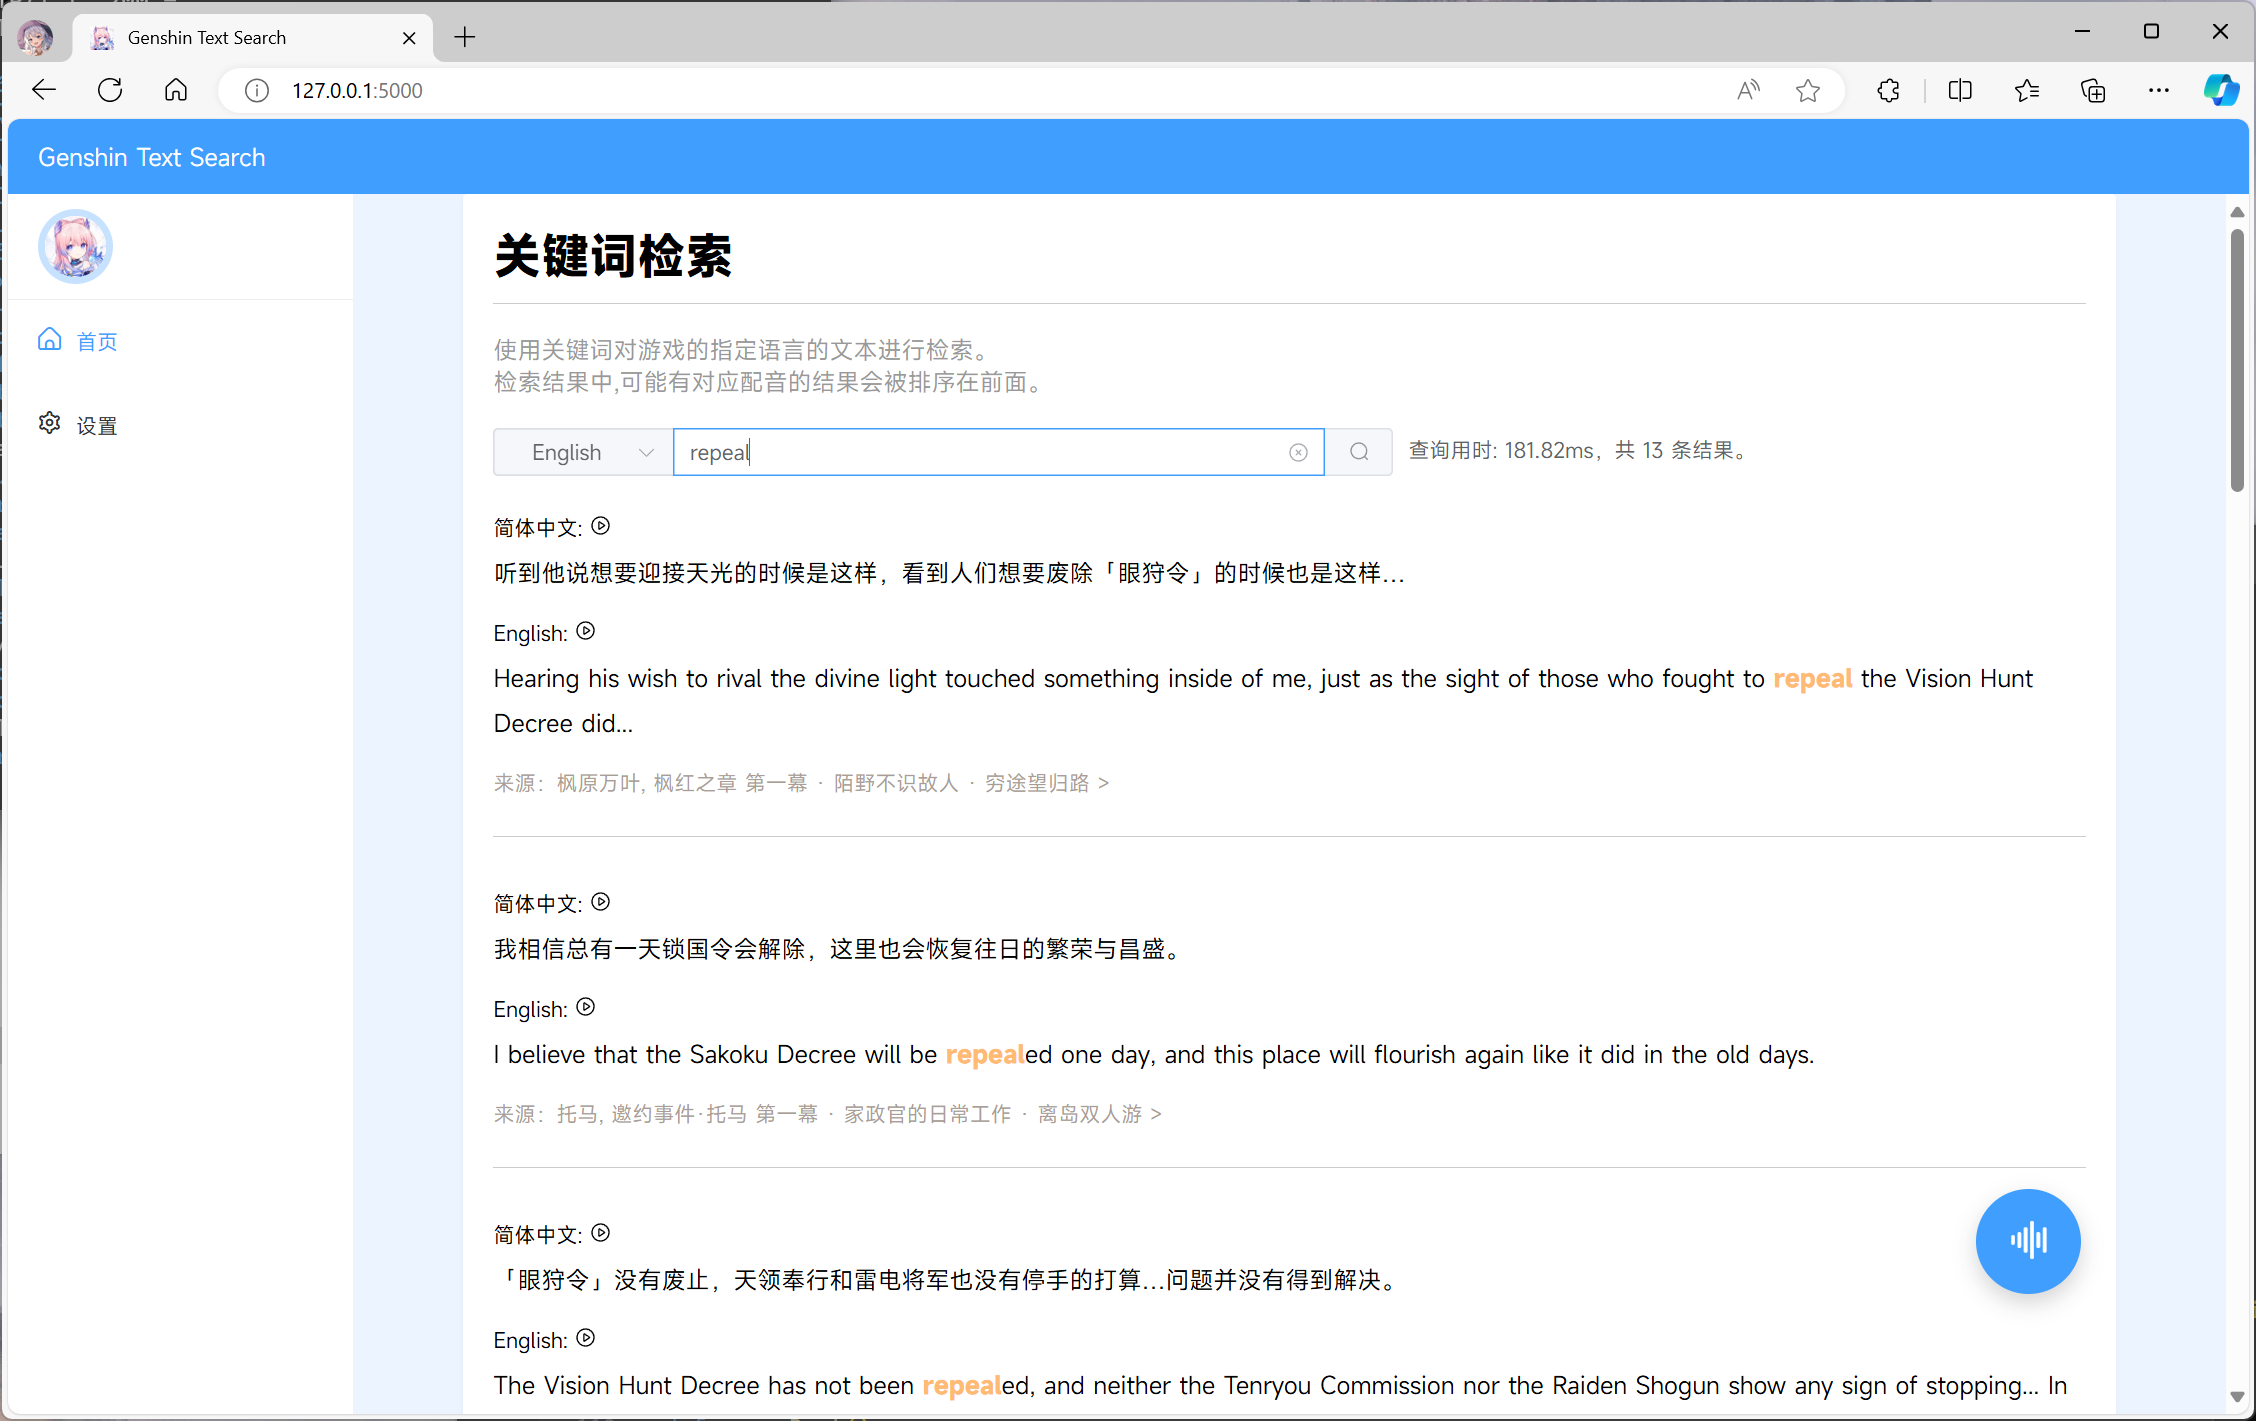 Genshin Text Search
127.0.0.1:5000
Genshin Text Search
首页
设置
关键词检索
使用关键词对游戏的指定语言的文本进行检索。
检索结果中,可能有对应配音的结果会被排序在前面。
English repeal 查询用时: 181.82ms，共 13 条结果。
简体中文:
听到他说想要迎接天光的时候是这样，看到人们想要废除「眼狩令」的时候也是这样…
English:
Hearing his wish to rival the divine light touched something inside of me, just as the sight of those who fought to repeal the Vision Hunt
Decree did...
来源：枫原万叶, 枫红之章 第一幕 · 陌野不识故人 · 穷途望归路 >
简体中文:
我相信总有一天锁国令会解除，这里也会恢复往日的繁荣与昌盛。
English:
I believe that the Sakoku Decree will be repealed one day, and this place will flourish again like it did in the old days.
来源：托马, 邀约事件·托马 第一幕 · 家政官的日常工作 · 离岛双人游 >
简体中文:
「眼狩令」没有废止，天领奉行和雷电将军也没有停手的打算…问题并没有得到解决。
English:
The Vision Hunt Decree has not been repealed, and neither the Tenryou Commission nor the Raiden Shogun show any sign of stopping... In